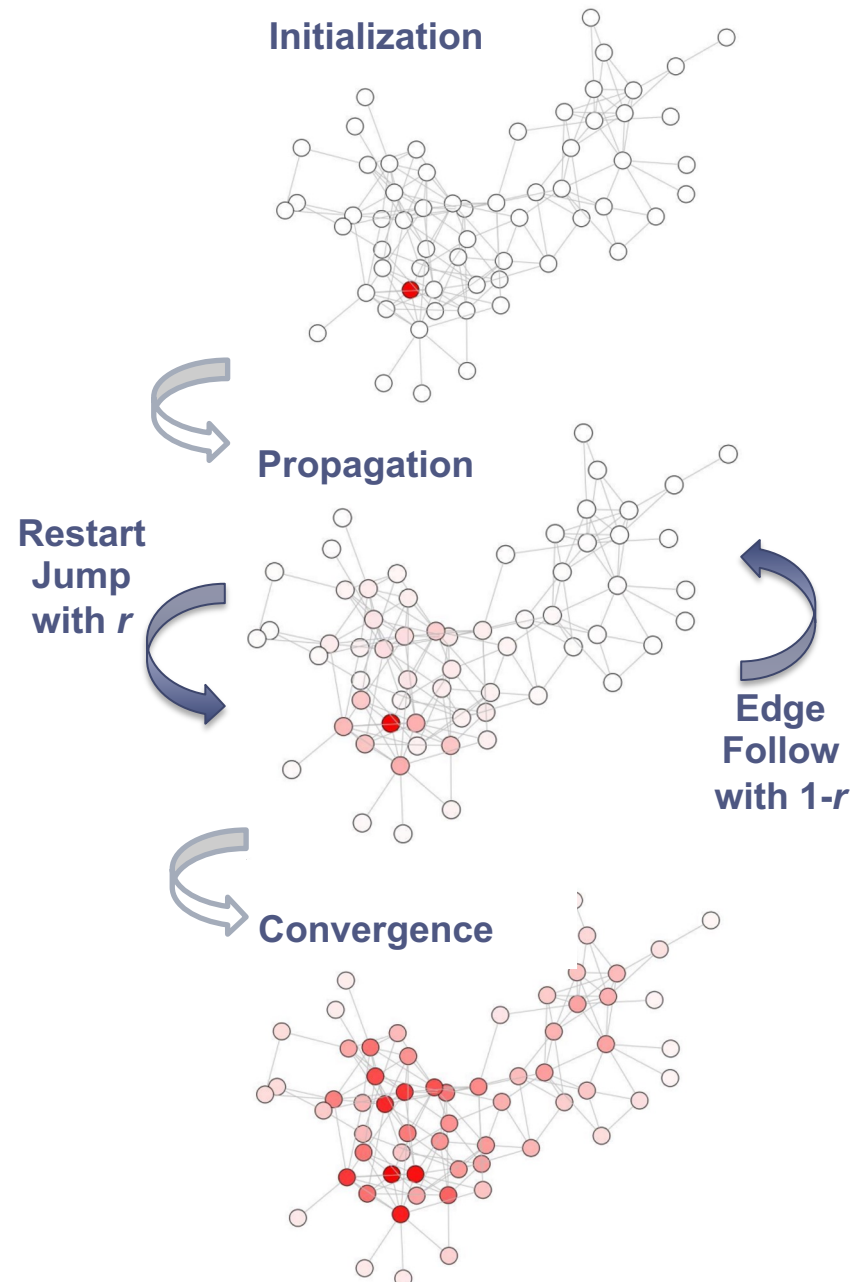 Initialization
Propagation
Restart
Jump
with r
Edge
Follow
with 1-r
Convergence